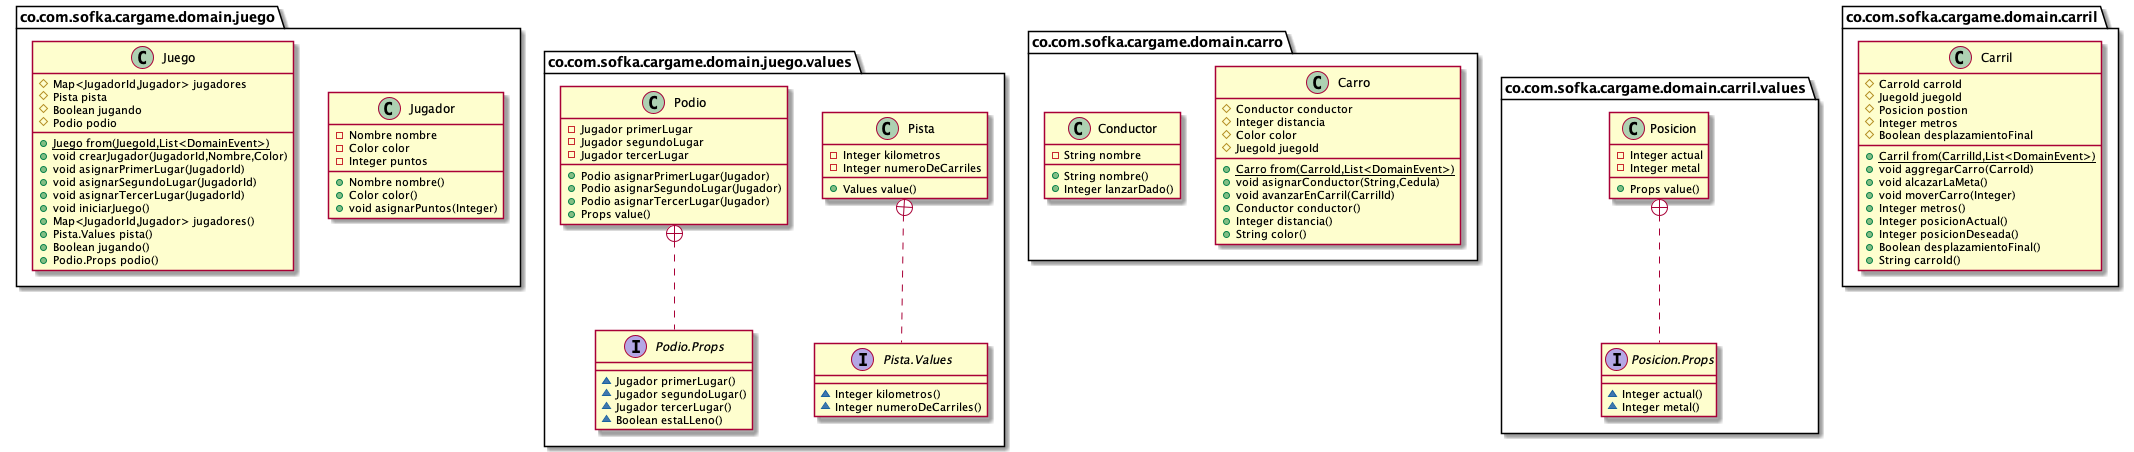 co.com.sofka.cargame.domain.juego
C Juego
Map<JugadorId,Jugador> jugadores
Pista pista
Boolean jugando
Podio podio
Juego from(JuegoId,List<DomainEvent>)
void crearJugador(JugadorId,Nombre,Color)
void asignarPrimerLugar(JugadorId)
void asignarSegundoLugar(JugadorId)
void asignarTercerLugar(JugadorId)
void iniciarJuego()
Map<JugadorId,Jugador> jugadores()
Pista.Values pista()
Boolean jugando()
Podio.Props podio()
C Jugador
Nombre nombre
Color color
Integer puntos
Nombre nombre()
Color color()
void asignarPuntos(Integer)
co.com.sofka.cargame.domain.juego.values
C Podio
Jugador primerLugar
Jugador segundoLugar
Jugador tercerLugar
Podio asignarPrimerLugar(Jugador)
Podio asignarSegundoLugar(Jugador)
Podio asignarTercerLugar(Jugador)
Props value()
C Pista
Integer kilometros
Integer numeroDeCarriles
Values value()
I Podio.Props
Jugador primerLugar()
Jugador segundoLugar()
Jugador tercerLugar()
Boolean estaLLeno()
I Pista.Values
Integer kilometros()
Integer numeroDeCarriles()
co.com.sofka.cargame.domain.carro
C Conductor
String nombre
String nombre()
Integer lanzarDado()
C Carro
Conductor conductor
Integer distancia
Color color
JuegoId juegoId
Carro from(CarroId,List<DomainEvent>)
void asignarConductor(String,Cedula)
void avanzarEnCarril(CarrilId)
Conductor conductor()
Integer distancia()
String color()
co.com.sofka.cargame.domain.carril.values
C Posicion
Integer actual
Integer metal
Props value()
I Posicion.Props
Integer actual()
Integer metal()
co.com.sofka.cargame.domain.carril
C Carril
CarroId carroId
JuegoId juegoId
Posicion postion
Integer metros
Boolean desplazamientoFinal
Carril from(CarrilId,List<DomainEvent>)
void aggregarCarro(CarroId)
void alcazarLaMeta()
void moverCarro(Integer)
Integer metros()
Integer posicionActual()
Integer posicionDeseada()
Boolean desplazamientoFinal()
String carroId()